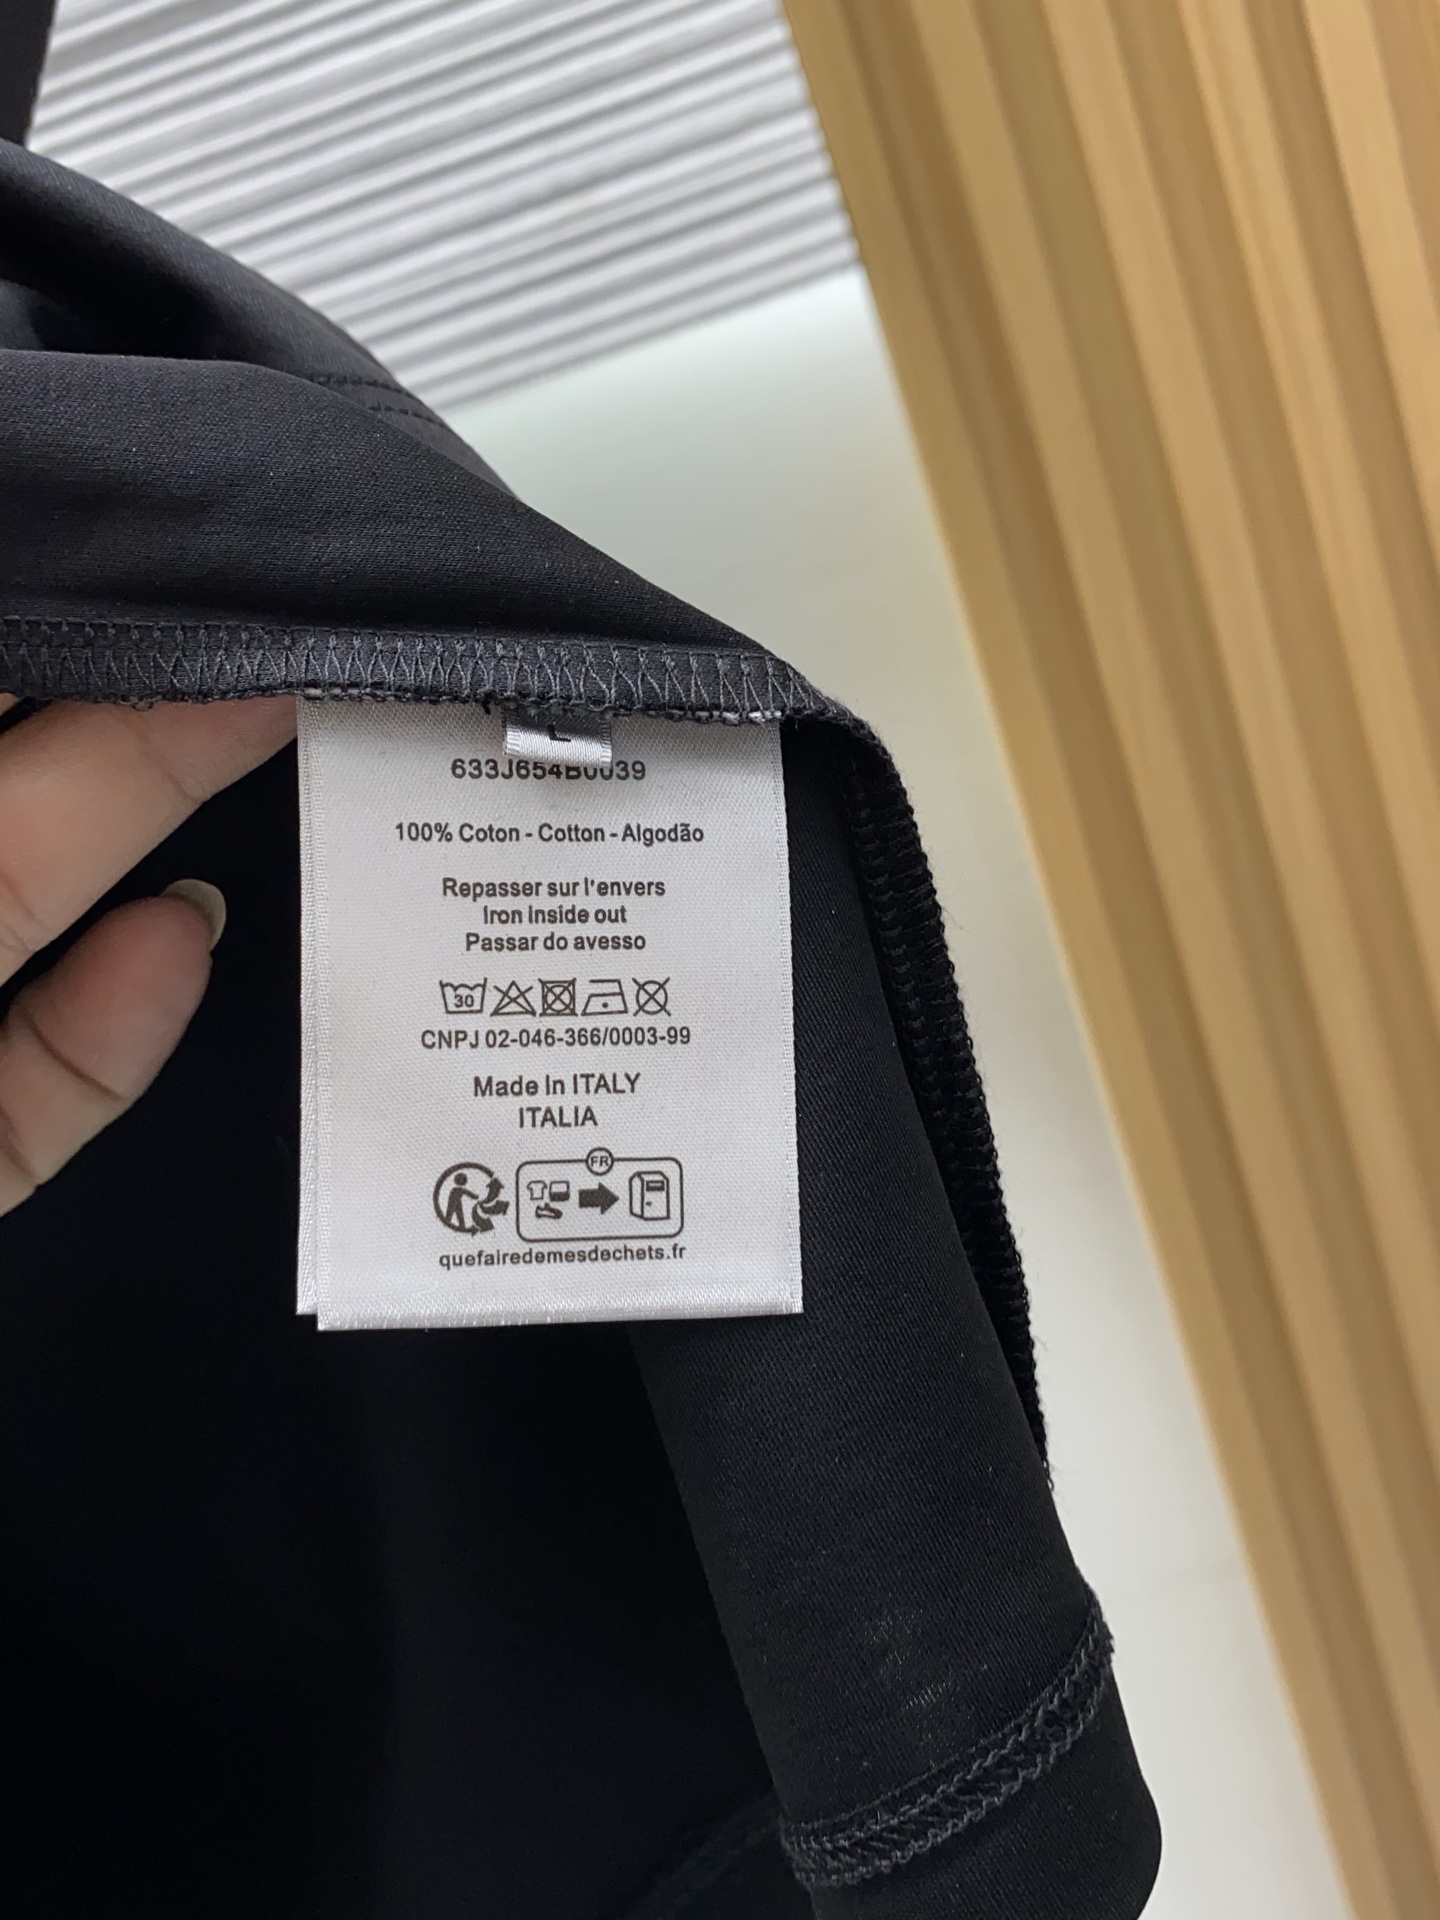 L
633J654B0039
100% Coton - Cotton - Algodão
Repasser sur l'envers
Iron inside out
Passar do avesso
30
CNPJ 02-046-366/0003-99
Made in ITALY
ITALIA
FR
quefairedemesdechets.fr